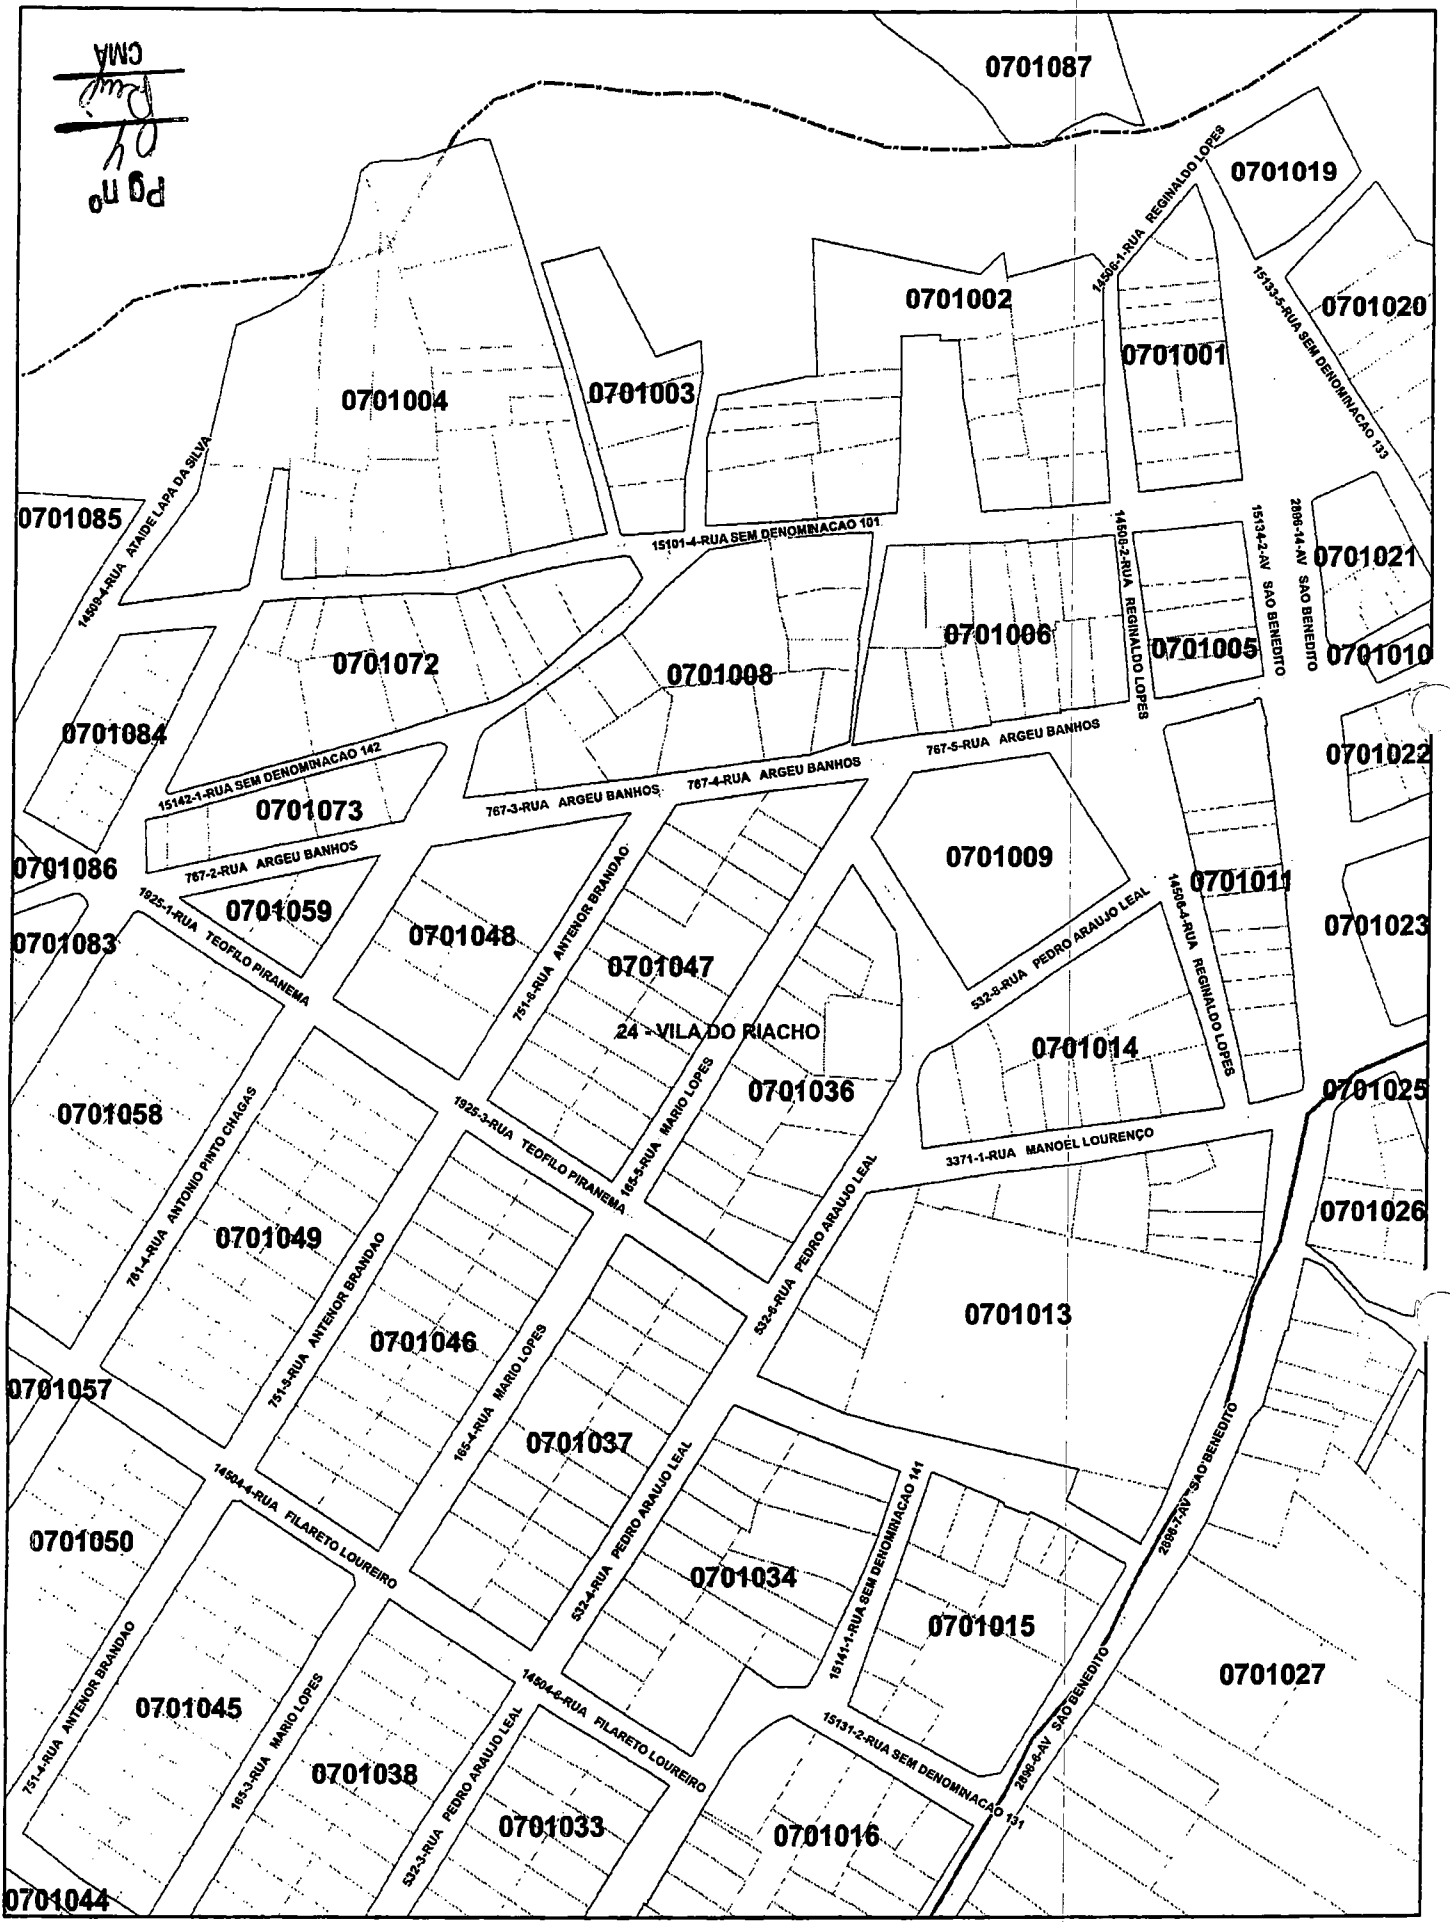 0701087
Pg nº
04
CMA
0701019
14506-1-RUA REGINALDO LOPES
0701002
15133-5-RUA SEM DENOMINACAO 133
0701020
0701001
0701004
0701003
14509-4-RUA ATAIDE LAPA DA SILVA
0701085
15101-4-RUA SEM DENOMINACAO 101
14506-2-RUA REGINALDO LOPES
15134-2-AV SAO BENEDITO
2896-14-AV SAO BENEDITO
0701021
0701006
0701005
0701010
0701072
0701008
0701084
767-5-RUA ARGEU BANHOS
0701022
15142-1-RUA SEM DENOMINACAO 142
767-4-RUA ARGEU BANHOS
767-3-RUA ARGEU BANHOS
0701073
767-2-RUA ARGEU BANHOS
0701086
0701009
0701011
14506-4-RUA REGINALDO LOPES
1925-1-RUA TEOFILO PIRANEMA
0701059
0701048
751-6-RUA ANTENOR BRANDAO
0701083
0701047
532-8-RUA PEDRO ARAUJO LEAL
0701023
24 - VILA DO RIACHO
0701014
0701036
0701025
0701058
761-4-RUA ANTONIO PINTO CHAGAS
1925-3-RUA TEOFILO PIRANEMA
165-5-RUA MARIO LOPES
3371-1-RUA MANOEL LOURENÇO
532-6-RUA PEDRO ARAUJO LEAL
0701026
0701049
751-5-RUA ANTENOR BRANDAO
0701013
0701046
165-4-RUA MARIO LOPES
0701057
0701037
2896-7-AV SAO BENEDITO
14504-4-RUA FILARETO LOUREIRO
532-4-RUA PEDRO ARAUJO LEAL
15141-1-RUA SEM DENOMINACAO 141
0701050
0701034
0701015
0701027
751-4-RUA ANTENOR BRANDAO
0701045
165-3-RUA MARIO LOPES
14504-6-RUA FILARETO LOUREIRO
15131-2-RUA SEM DENOMINACAO 131
2896-6-AV SAO BENEDITO
0701038
532-3-RUA PEDRO ARAUJO LEAL
0701033
0701016
0701044